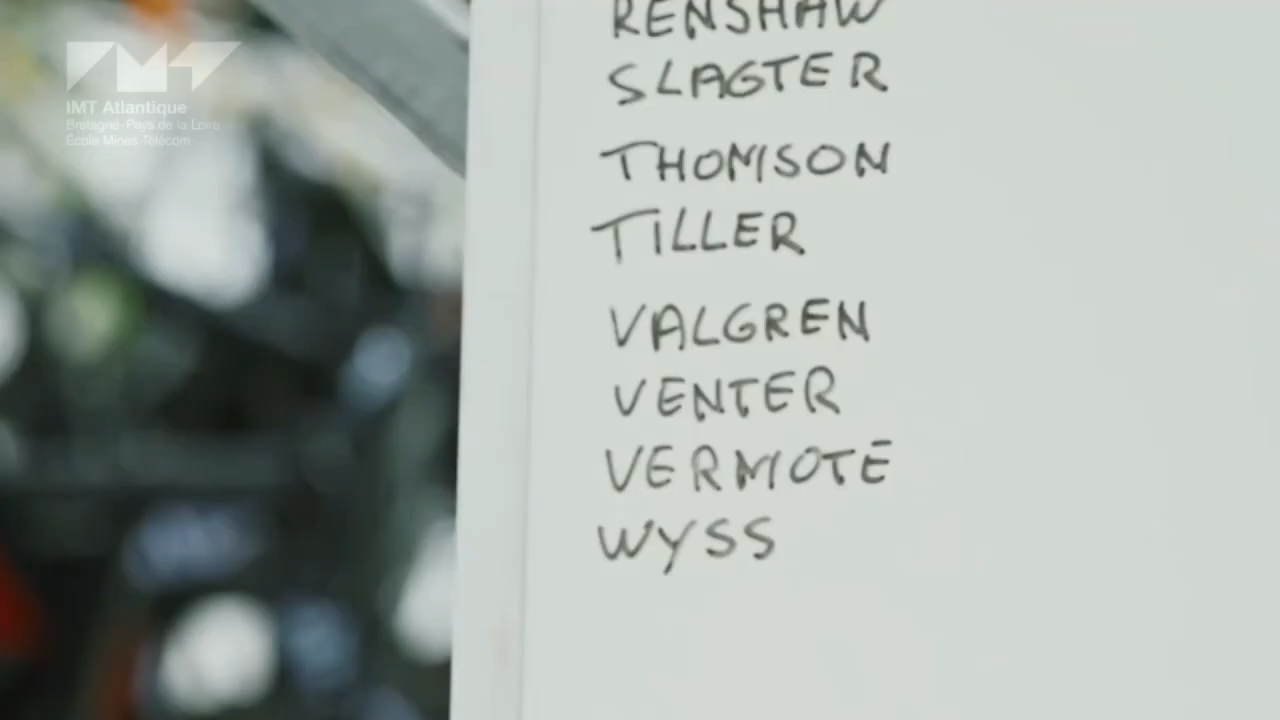 IMT Atlantique
Bretagne-Pays de la Loire
École Mines-Télécom
RENSHAW
SLAGTER
THOMSON
TILLER
VALGREN
VENTER
VERMOTE
WYSS